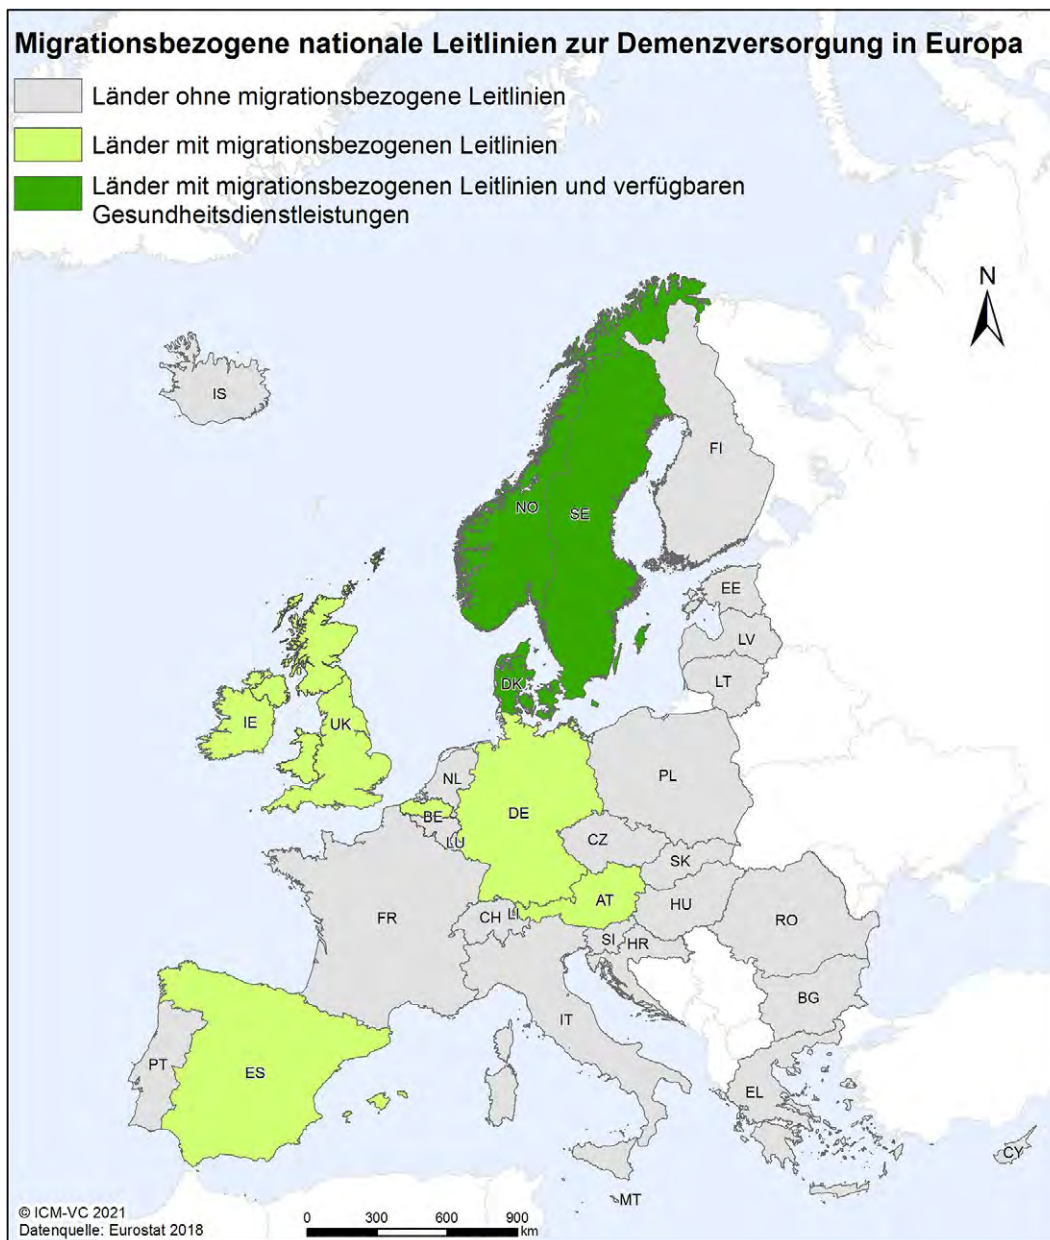 Migrationsbezogene nationale Leitlinien zur Demenzversorgung in Europa
Länder ohne migrationsbezogene Leitlinien
Länder mit migrationsbezogenen Leitlinien
Länder mit migrationsbezogenen Leitlinien und verfügbaren
Gesundheitsdienstleistungen
N
IS
FI
NO
SE
EE
LV
LT
DK
IE
UK
NL
PL
BE
DE
LU
CZ
SK
AT
HU
FR
CH
LI
RO
SI
HR
BG
IT
PT
ES
EL
CY
MT
© ICM-VC 2021
Datenquelle: Eurostat 2018
0 300 600 900
km